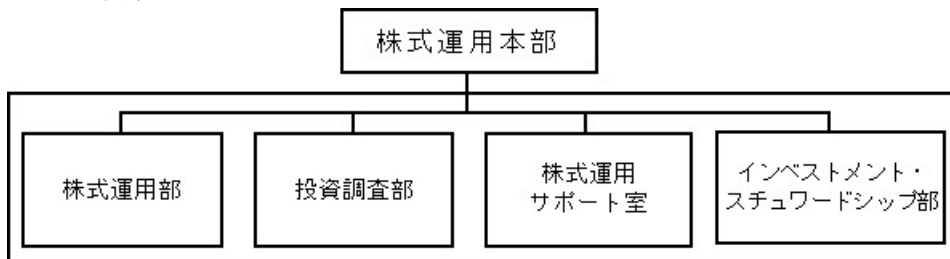 株式運用本部
株式運用部
投資調査部
株式運用
サポート室
インベストメント・
スチュワードシップ部